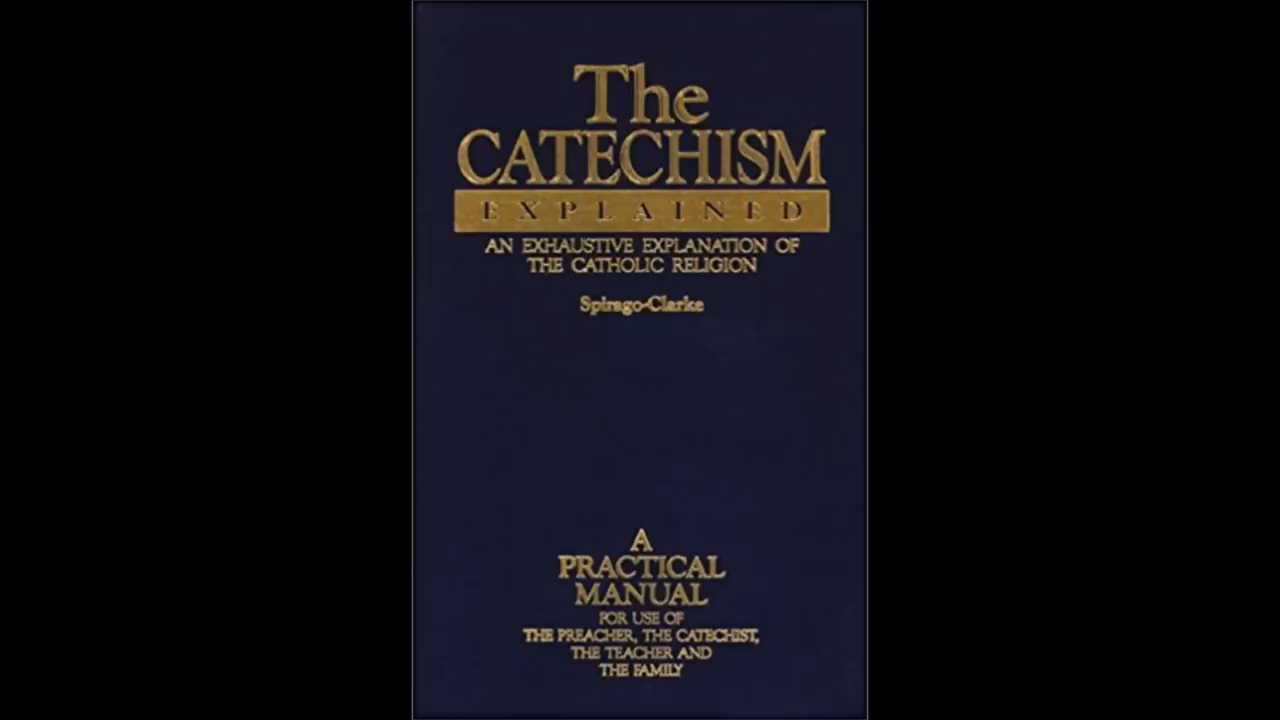 The
CATECHISM
EXPLAINED
AN EXHAUSTIVE EXPLANATION OF
THE CATHOLIC RELIGION
Spirago-Clarke
A
PRACTICAL
MANUAL
FOR USE OF
THE PREACHER, THE CATECHIST,
THE TEACHER AND
THE FAMILY